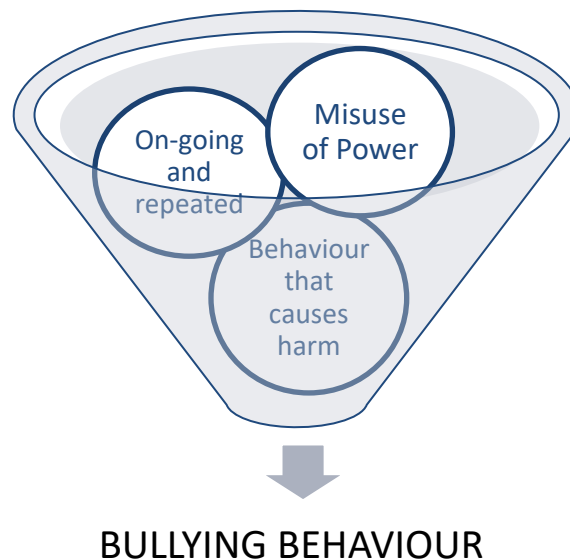 Misuse
of Power
On-going
and
repeated
Behaviour
that
causes
harm
BULLYING BEHAVIOUR